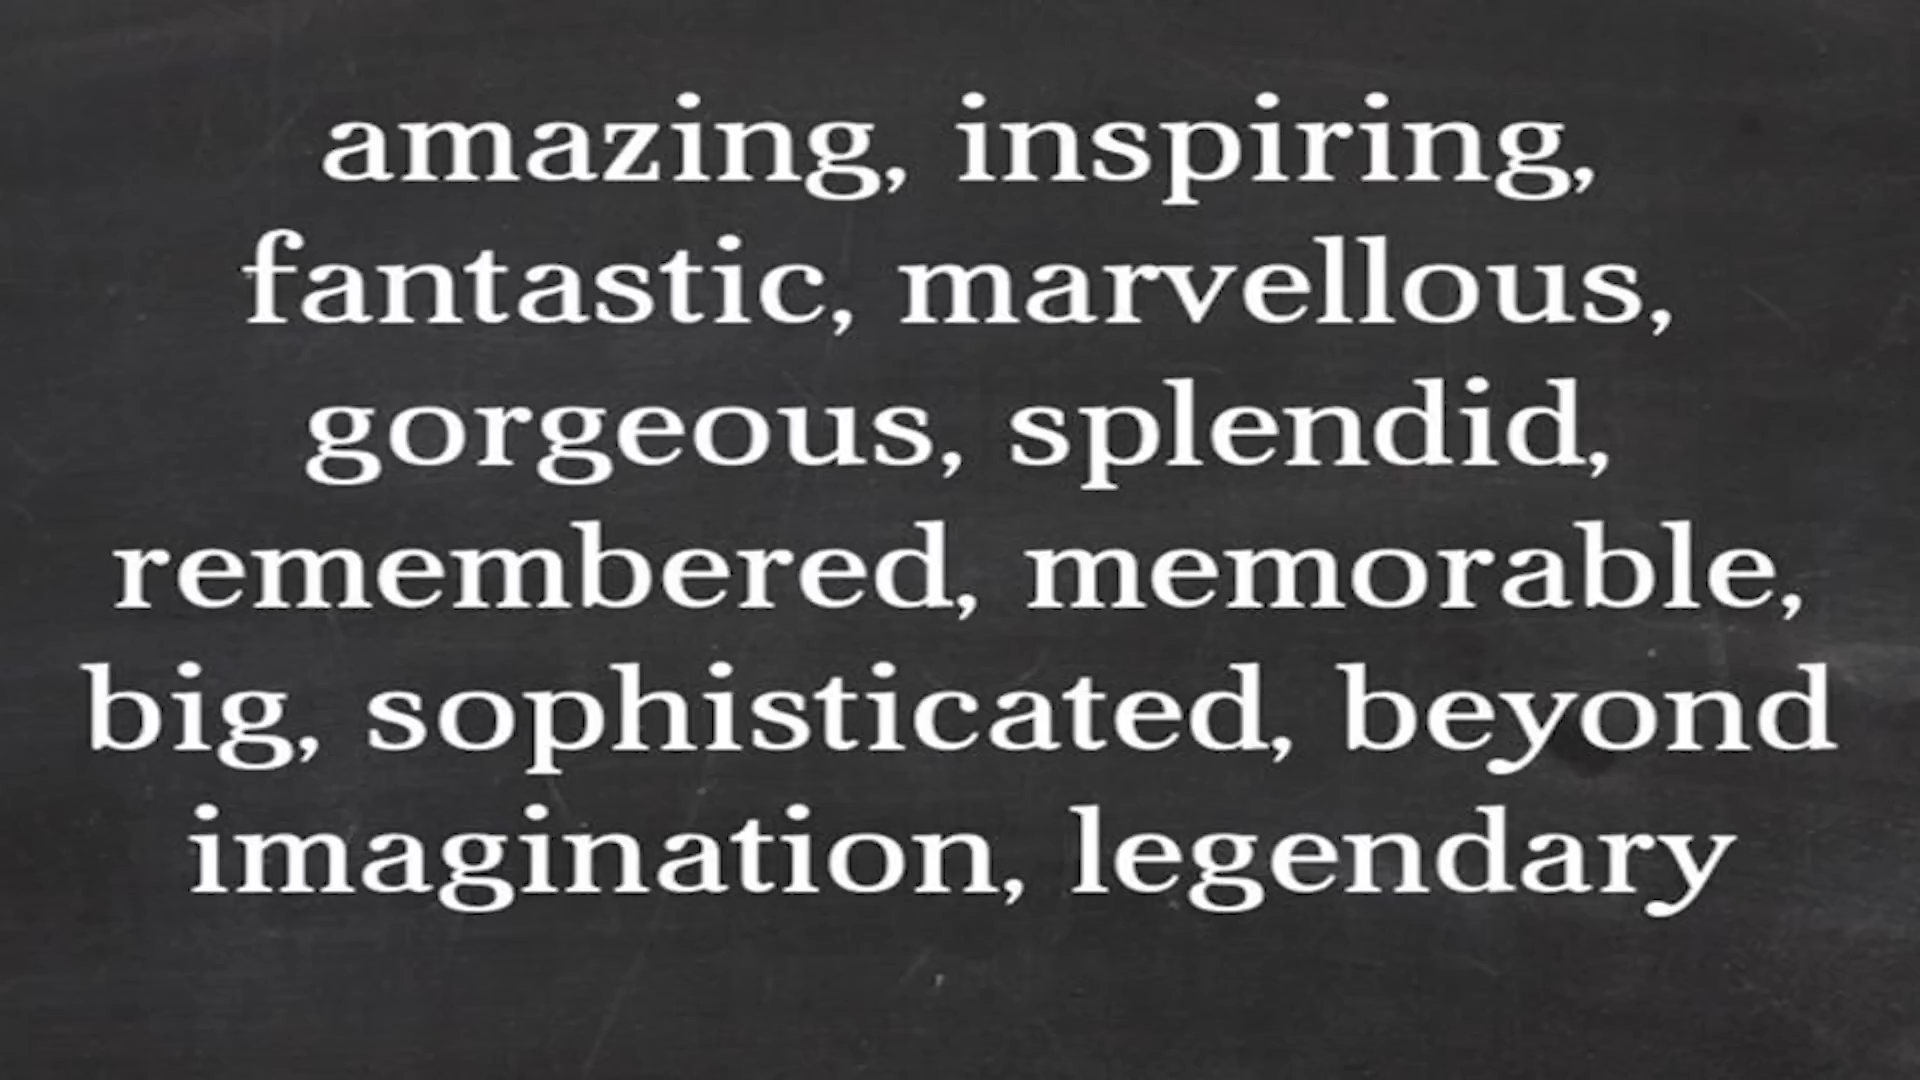 amazing, inspiring,
fantastic, marvellous,
gorgeous, splendid,
remembered, memorable,
big, sophisticated, beyond
imagination, legendary